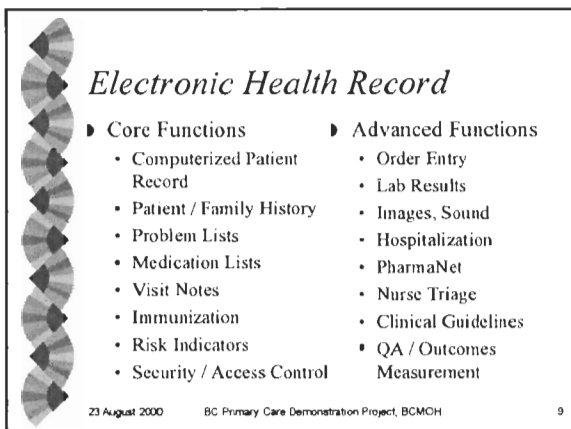 Electronic Health Record
Core Functions
• Computerized Patient
Record
• Patient / Family History
• Problem Lists
• Medication Lists
• Visit Notes
• Immunization
• Risk Indicators
• Security / Access Control
Advanced Functions
• Order Entry
• Lab Results
• Images, Sound
• Hospitalization
• PharmaNet
• Nurse Triage
• Clinical Guidelines
• QA / Outcomes
Measurement
23 August 2000 BC Primary Care Demonstration Project, BCMOH 9